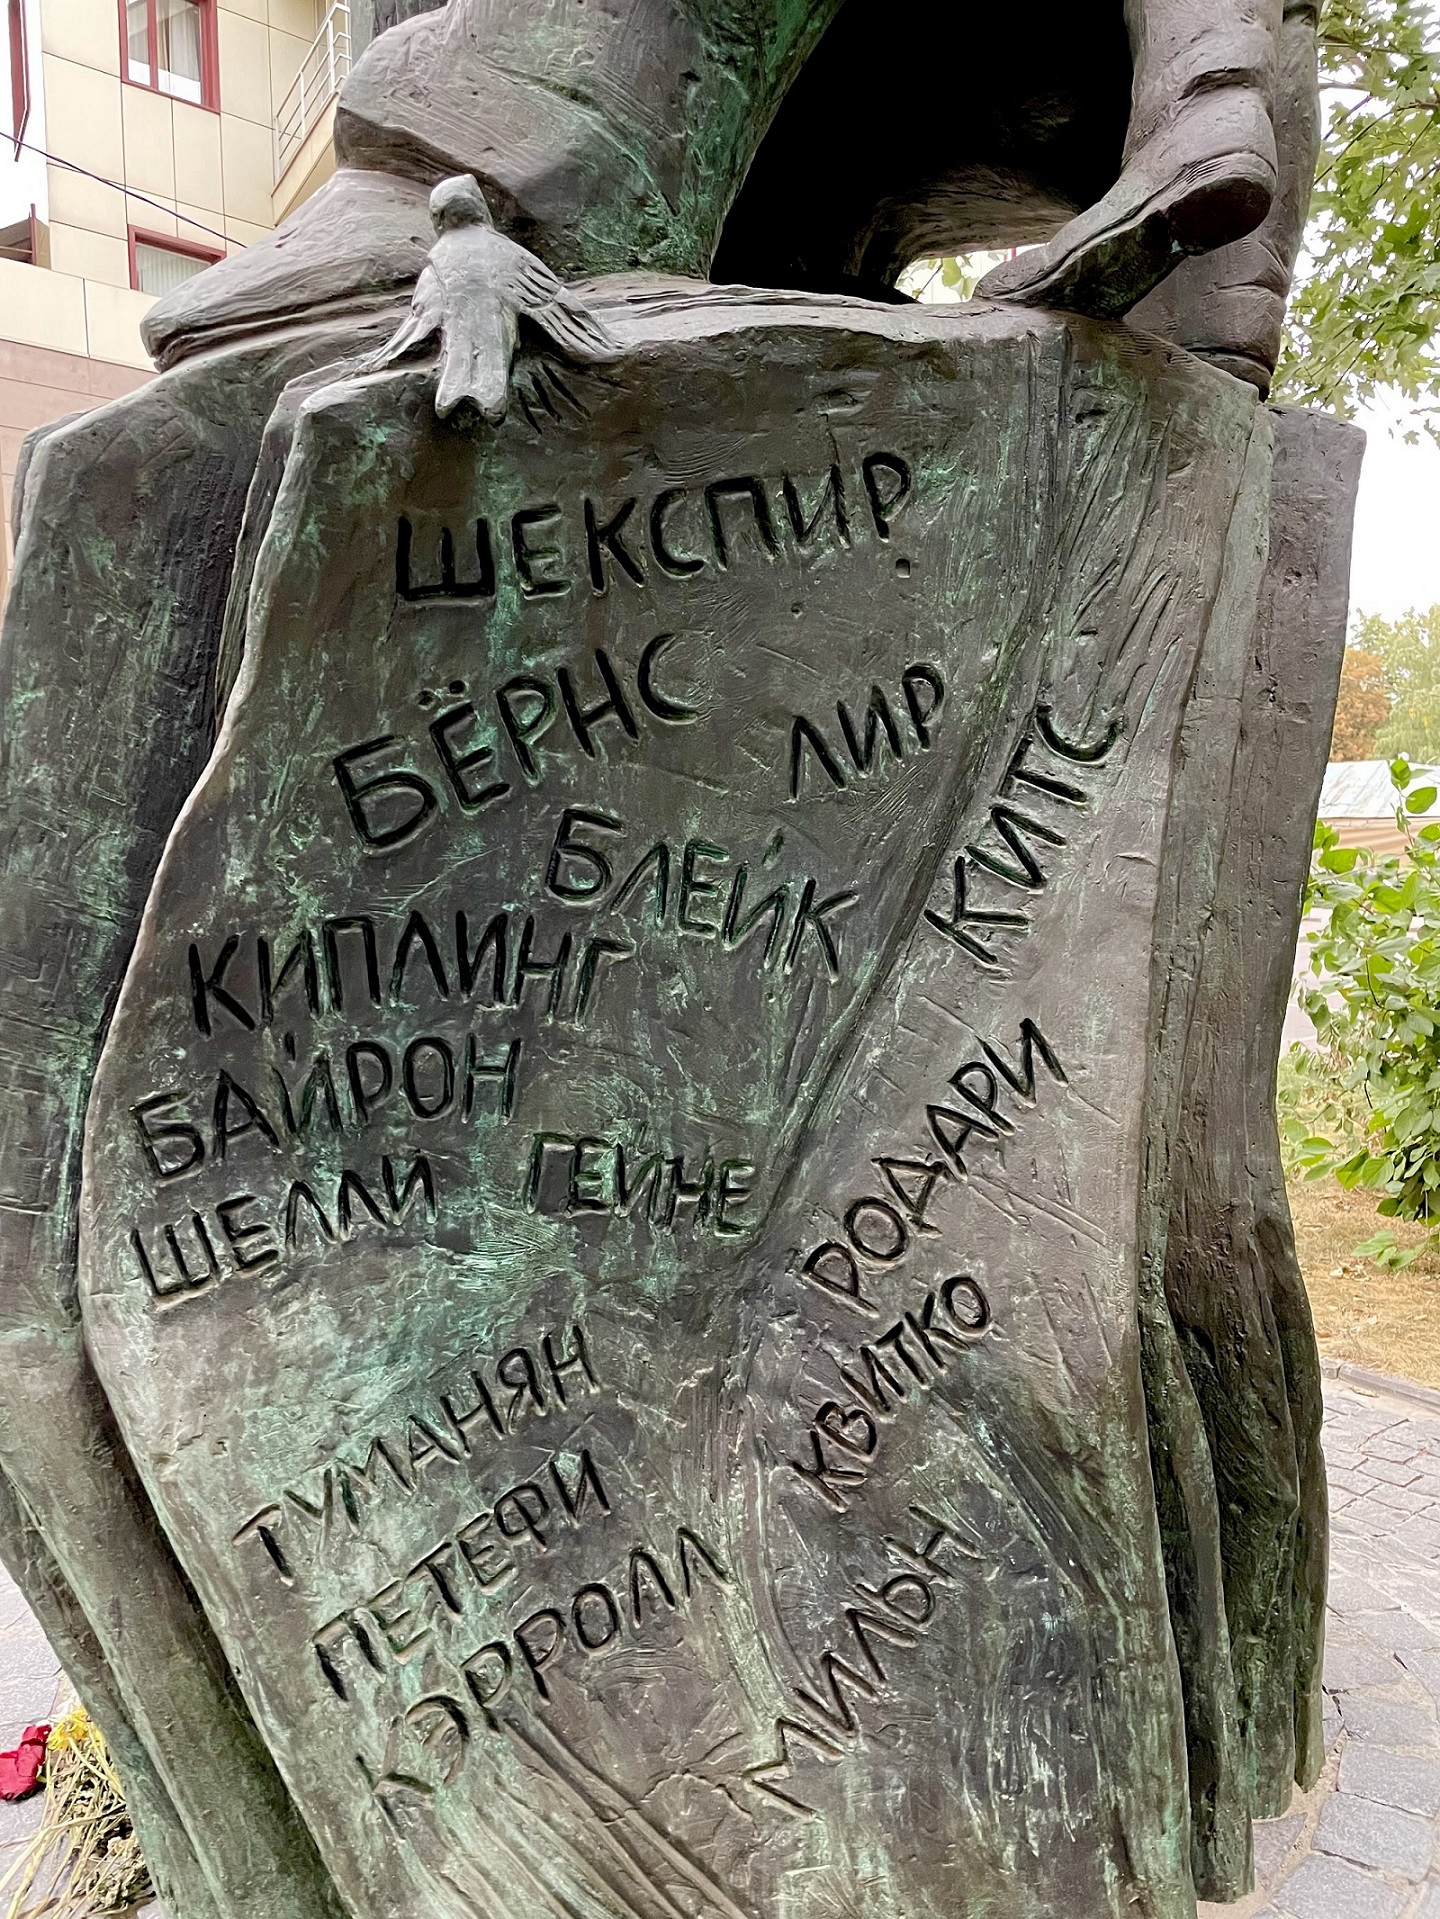 ШЕКСПИР
БЁРНС
ЛИР
КИТС
БЛЕЙК
КИПЛИНГ
БАЙРОН
ШЕЛЛИ
ГЕЙНЕ
РОДАРИ
КВИТКО
ТУМАНЯН
ПЕТЕФИ
КЭРРОЛЛ
МИЛЬН